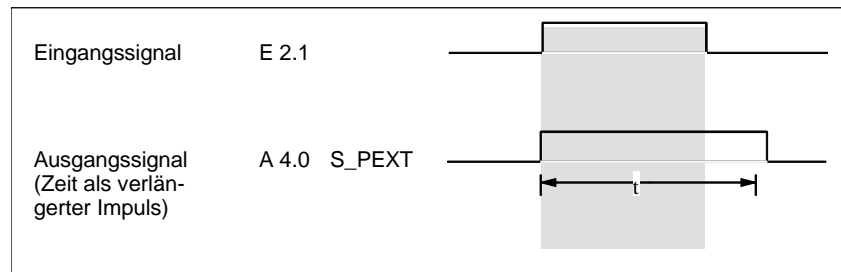 Eingangssignal E 2.1
Ausgangssignal A 4.0 S_PEXT
(Zeit als verlän-
gerter Impuls)
t